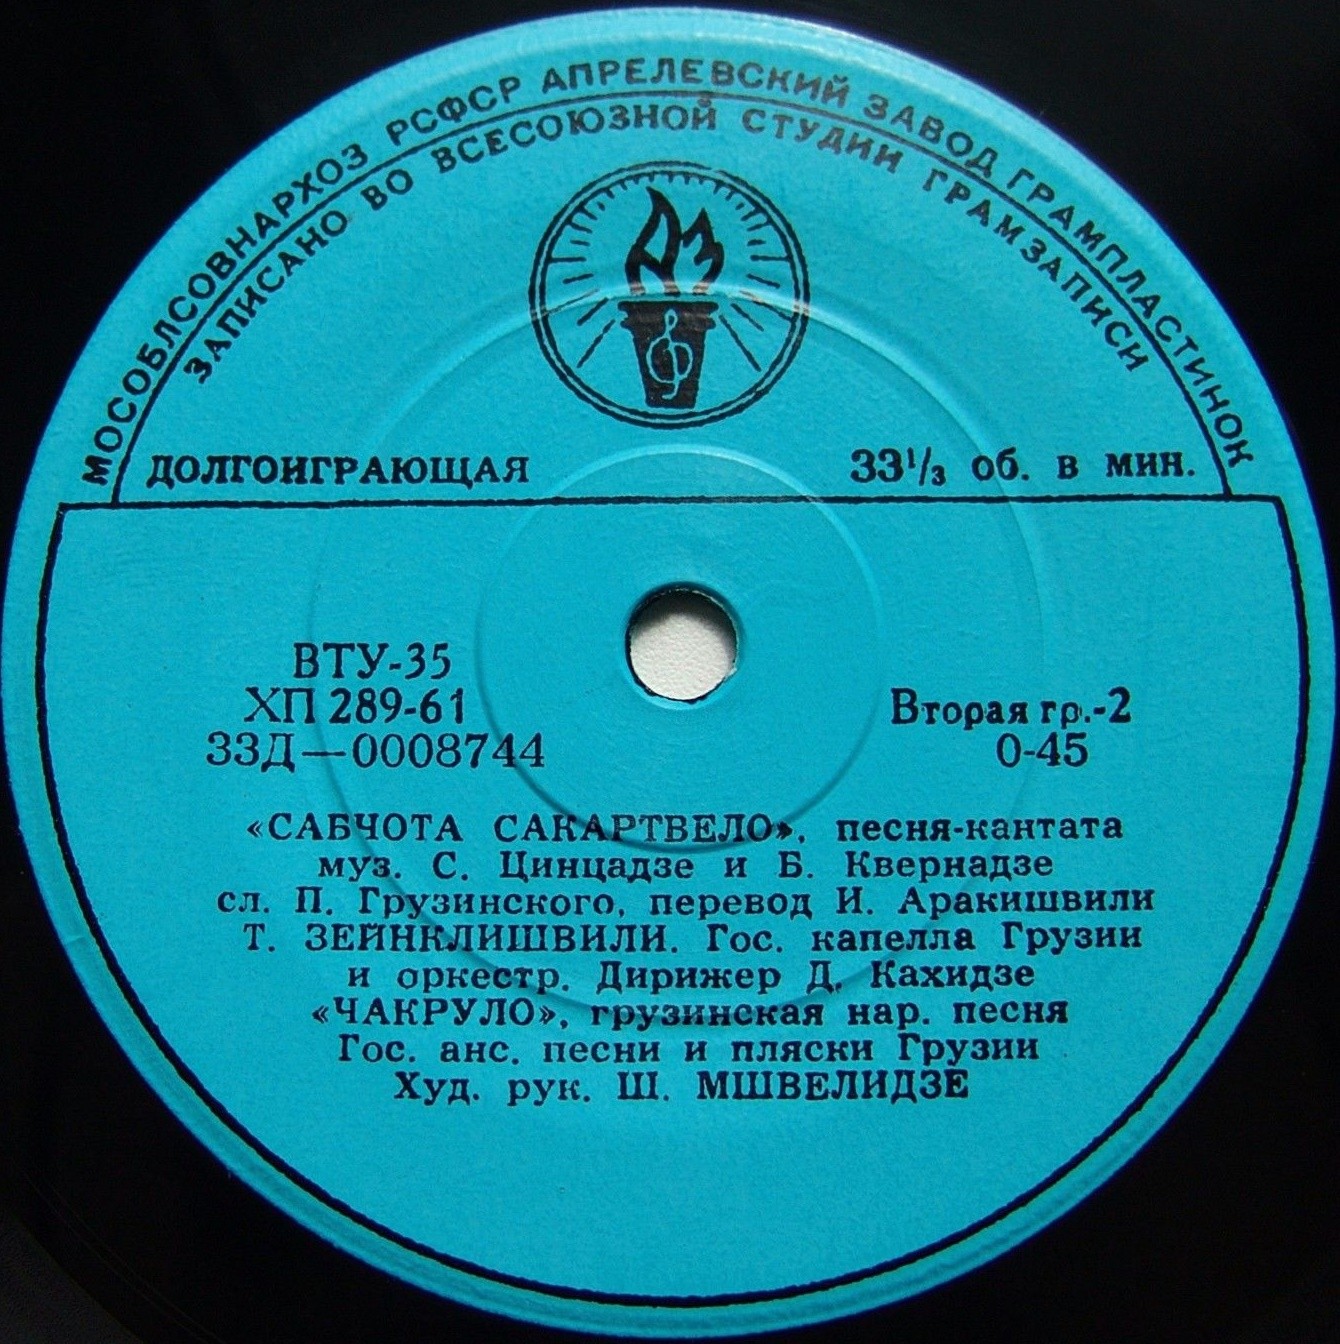 МОСОБЛСОВНАРХОЗ РСФСР АПРЕЛЕВСКИЙ ЗАВОД ГРАМПЛАСТИНОК
ЗАПИСАНО ВО ВСЕСОЮЗНОЙ СТУДИИ ГРАМЗАПИСИ
АЗ
ДОЛГОИГРАЮЩАЯ 33⅓ об. в мин.
ВТУ-35
ХП 289-61 Вторая гр.-2
33Д—0008744 0-45
«САБЧОТА САКАРТВЕЛО», песня-кантата
муз. С. Цинцадзе и Б. Квернадзе
сл. П. Грузинского, перевод И. Аракишвили
Т. ЗЕИНКЛИШВИЛИ. Гос. капелла Грузии
и оркестр. Дирижер Д. Кахидзе
«ЧАКРУЛО», грузинская нар. песня
Гос. анс. песни и пляски Грузии
Худ. рук. Ш. МШВЕЛИДЗЕ